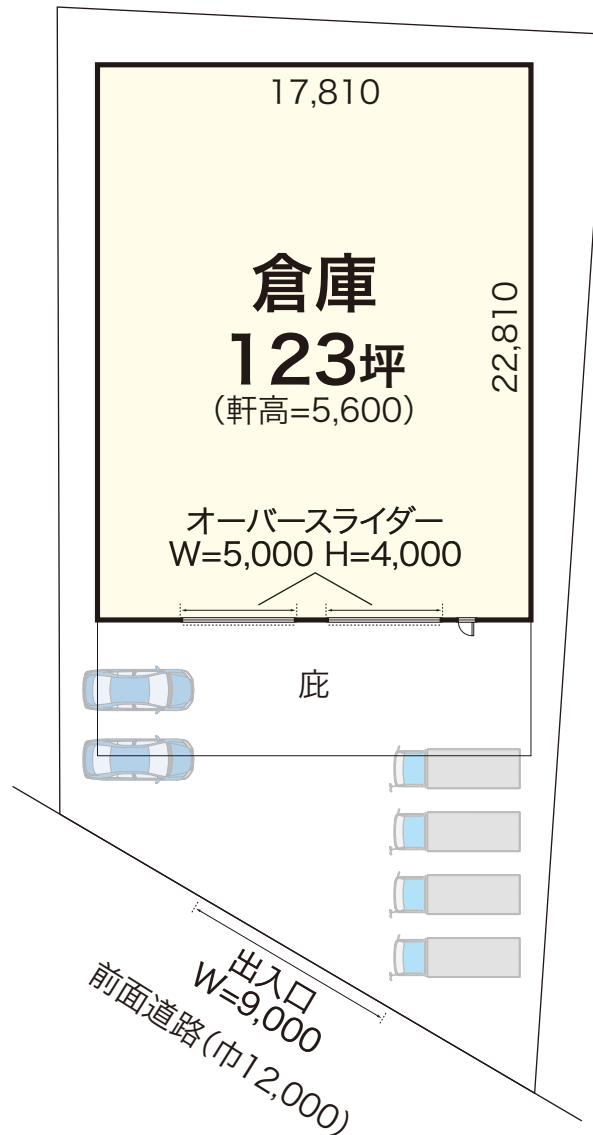 17,810
倉庫
123坪
（軒高=5,600）
22,810
オーバースライダー
W=5,000 H=4,000
庇
出入口
W=9,000
前面道路（巾12,000）